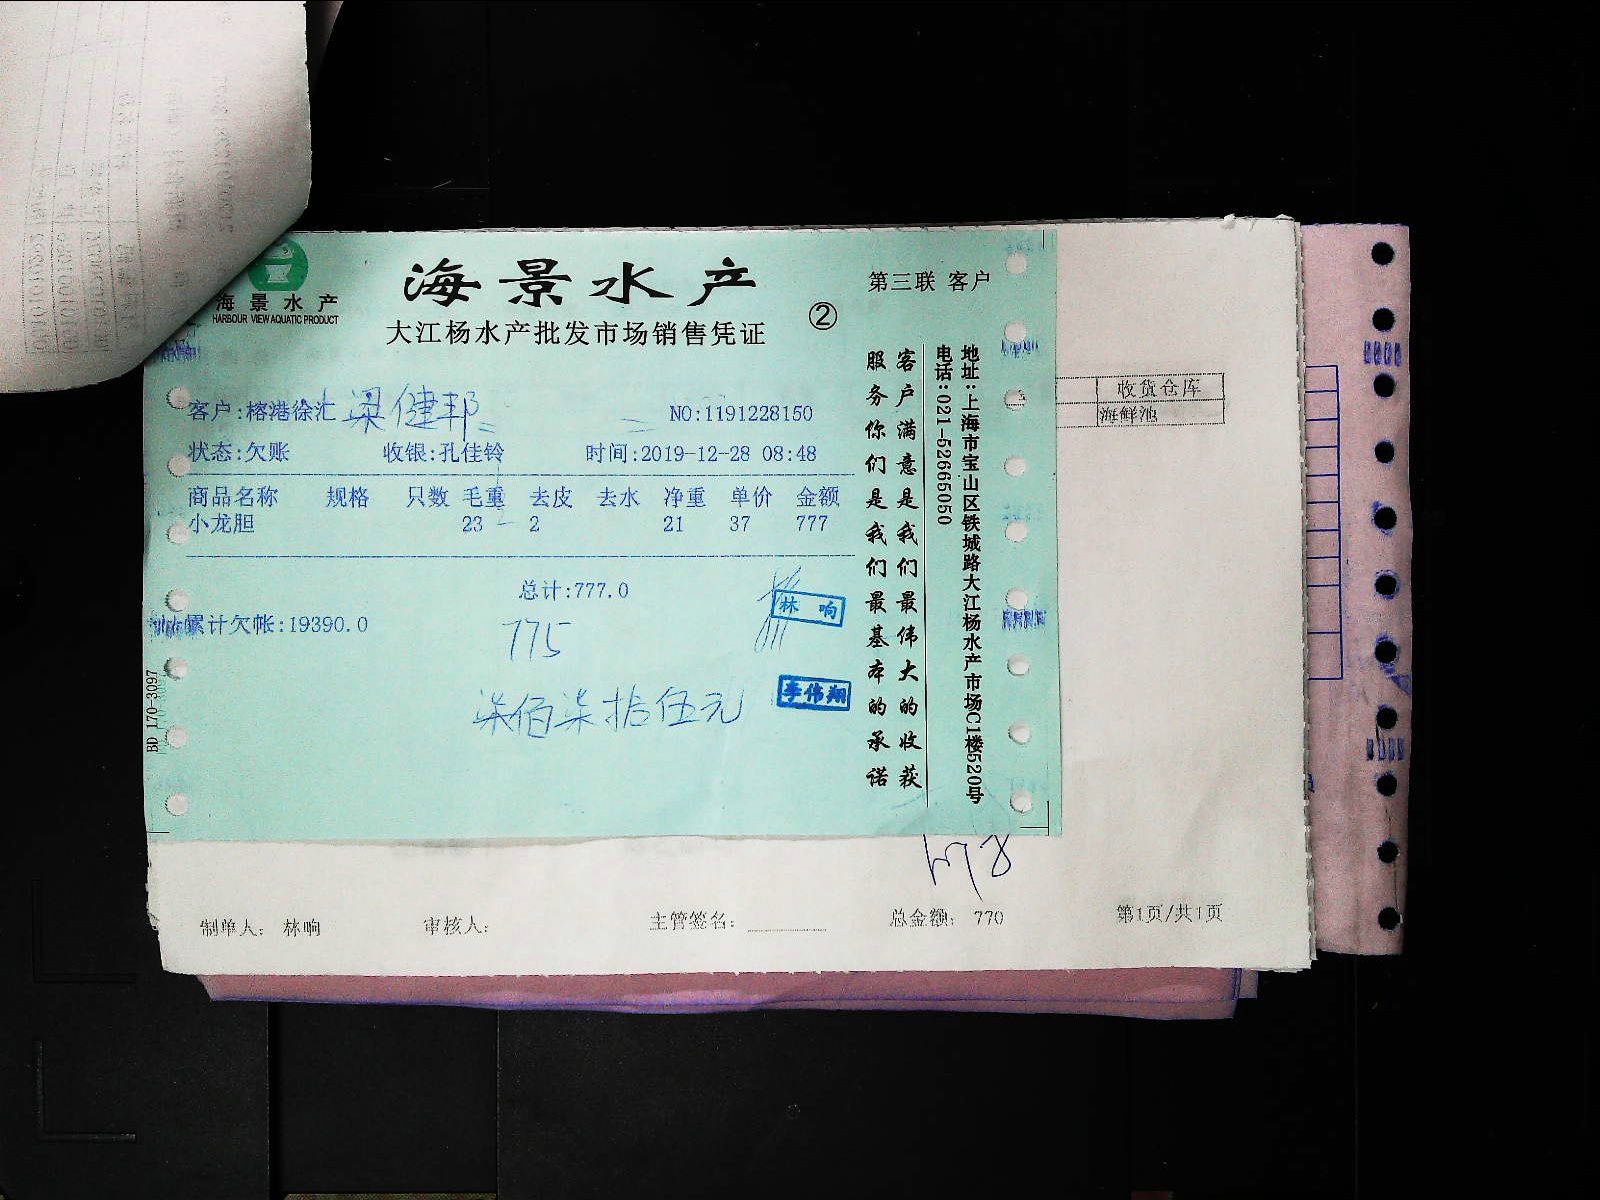 海景水产
HARBOUR VIEW AQUATIC PRODUCT
海景水产
大江杨水产批发市场销售凭证
②
第三联 客户
客户:榕港徐汇 梁健邦
NO:1191228150
状态:欠账 收银:孔佳铃 时间:2019-12-28 08:48
商品名称 规格 只数 毛重 去皮 去水 净重 单价 金额
小龙胆 23 2 21 37 777
总计:777.0
累计欠帐:19390.0
775
柒佰柒拾伍元
林响
李伟翔
客户满意是我们最伟大的收获
服务你们是我们最基本的承诺
地址:上海市宝山区铁城路大江杨水产市场C1楼520号
电话:021-52665050
BD 170-3097
收货仓库
海鲜池
制单人: 林响 审核人: 主管签名: 总金额: 770 第1页/共1页